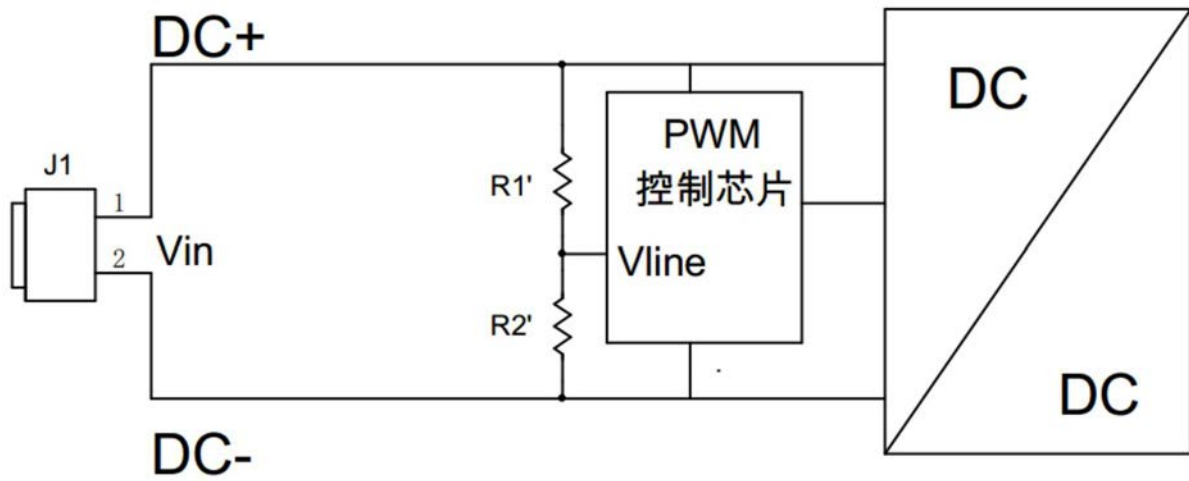 DC+
DC
PWM
控制芯片
J1
1
R1'
2
Vin
Vline
R2'
DC
DC-